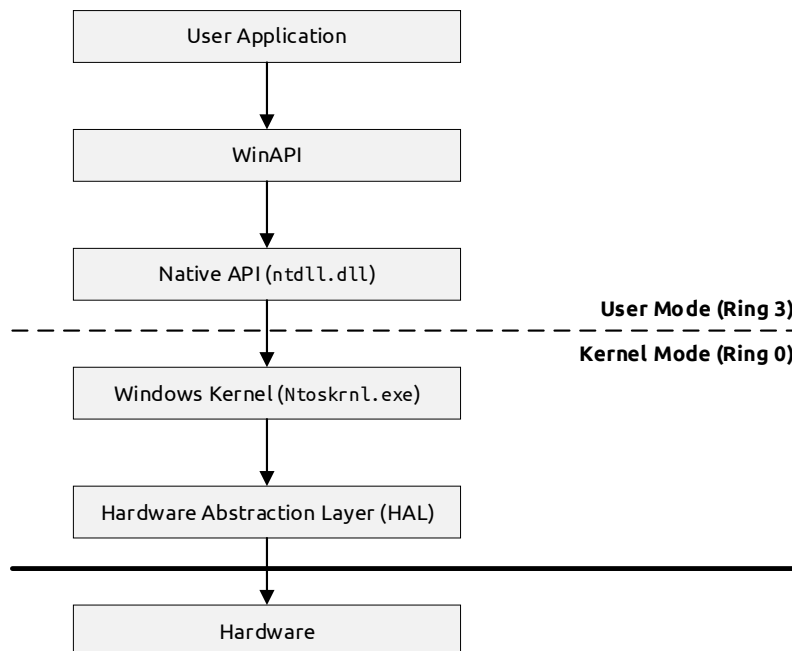 User Application
WinAPI
Native API (ntdll.dll)
User Mode (Ring 3)
Kernel Mode (Ring 0)
Windows Kernel (Ntoskrnl.exe)
Hardware Abstraction Layer (HAL)
Hardware